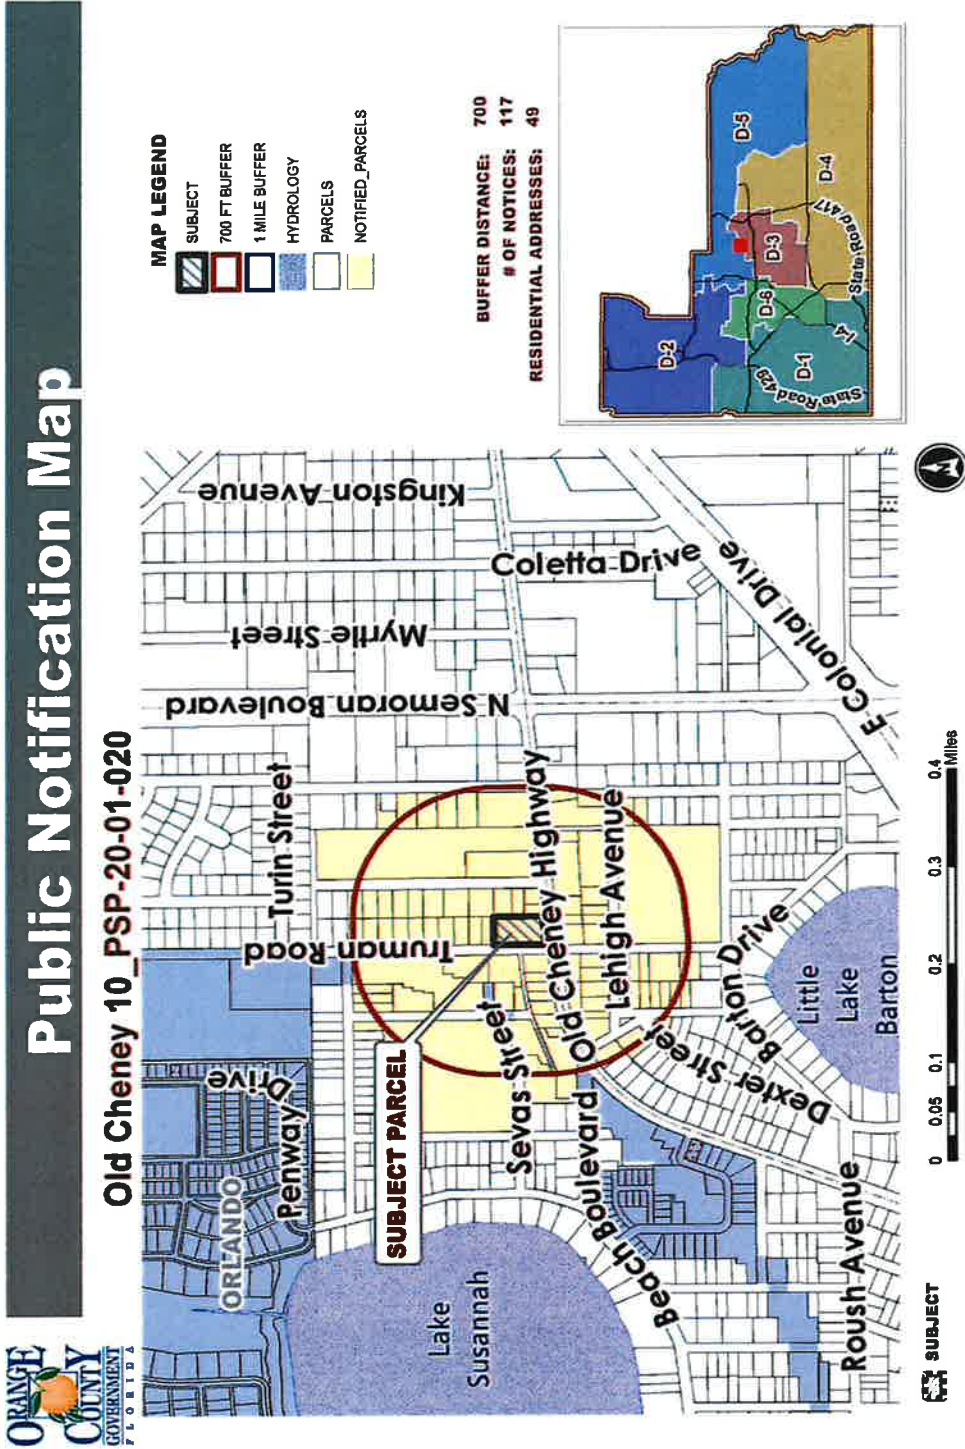 ORANGE
COUNTY
GOVERNMENT
FLORIDA
Public Notification Map
Old Cheney 10_PSP-20-01-020
MAP LEGEND
SUBJECT
700 FT BUFFER
1 MILE BUFFER
HYDROLOGY
PARCELS
NOTIFIED_PARCELS
BUFFER DISTANCE: 700
# OF NOTICES: 117
RESIDENTIAL ADDRESSES: 49
D-2
D-5
D-6
D-3
D-1
D-4
State Road 429
I-4
State Road 417
ORLANDO
Penway Drive
Truman Road
Turin Street
N Semoran Boulevard
Myrtle Street
Kingston Avenue
Coletta Drive
SUBJECT PARCEL
Lake
Susannah
Sevas Street
Old Cheney Highway
Lehigh Avenue
Beach Boulevard
Dexter Street
Barton Drive
E Colonial Drive
Little
Lake
Barton
Roush Avenue
SUBJECT
0 0.05 0.1 0.2 0.3 0.4
Miles
N